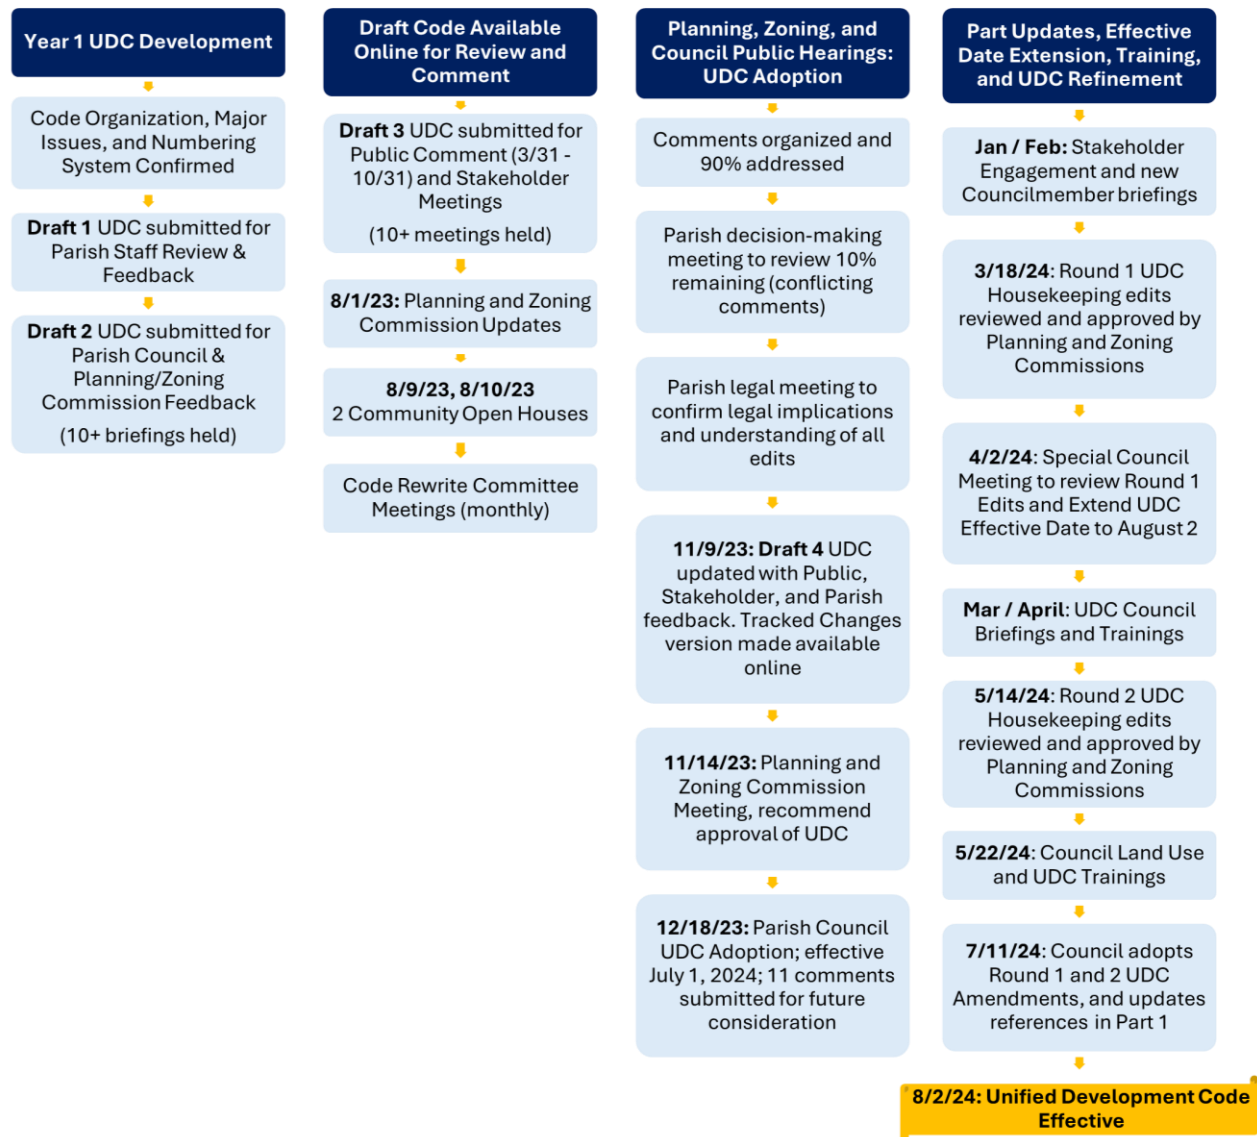 Year 1 UDC Development
Code Organization, Major
Issues, and Numbering
System Confirmed
Draft 1 UDC submitted for
Parish Staff Review &
Feedback
Draft 2 UDC submitted for
Parish Council &
Planning/Zoning
Commission Feedback
(10+ briefings held)
Draft Code Available
Online for Review and
Comment
Draft 3 UDC submitted for
Public Comment (3/31 -
10/31) and Stakeholder
Meetings
(10+ meetings held)
8/1/23: Planning and Zoning
Commission Updates
8/9/23, 8/10/23
2 Community Open Houses
Code Rewrite Committee
Meetings (monthly)
Planning, Zoning, and
Council Public Hearings:
UDC Adoption
Comments organized and
90% addressed
Parish decision-making
meeting to review 10%
remaining (conflicting
comments)
Parish legal meeting to
confirm legal implications
and understanding of all
edits
11/9/23: Draft 4 UDC
updated with Public,
Stakeholder, and Parish
feedback. Tracked Changes
version made available
online
11/14/23: Planning and
Zoning Commission
Meeting, recommend
approval of UDC
12/18/23: Parish Council
UDC Adoption; effective
July 1, 2024; 11 comments
submitted for future
consideration
Part Updates, Effective
Date Extension, Training,
and UDC Refinement
Jan / Feb: Stakeholder
Engagement and new
Councilmember briefings
3/18/24: Round 1 UDC
Housekeeping edits
reviewed and approved by
Planning and Zoning
Commissions
4/2/24: Special Council
Meeting to review Round 1
Edits and Extend UDC
Effective Date to August 2
Mar / April: UDC Council
Briefings and Trainings
5/14/24: Round 2 UDC
Housekeeping edits
reviewed and approved by
Planning and Zoning
Commissions
5/22/24: Council Land Use
and UDC Trainings
7/11/24: Council adopts
Round 1 and 2 UDC
Amendments, and updates
references in Part 1
8/2/24: Unified Development Code
Effective